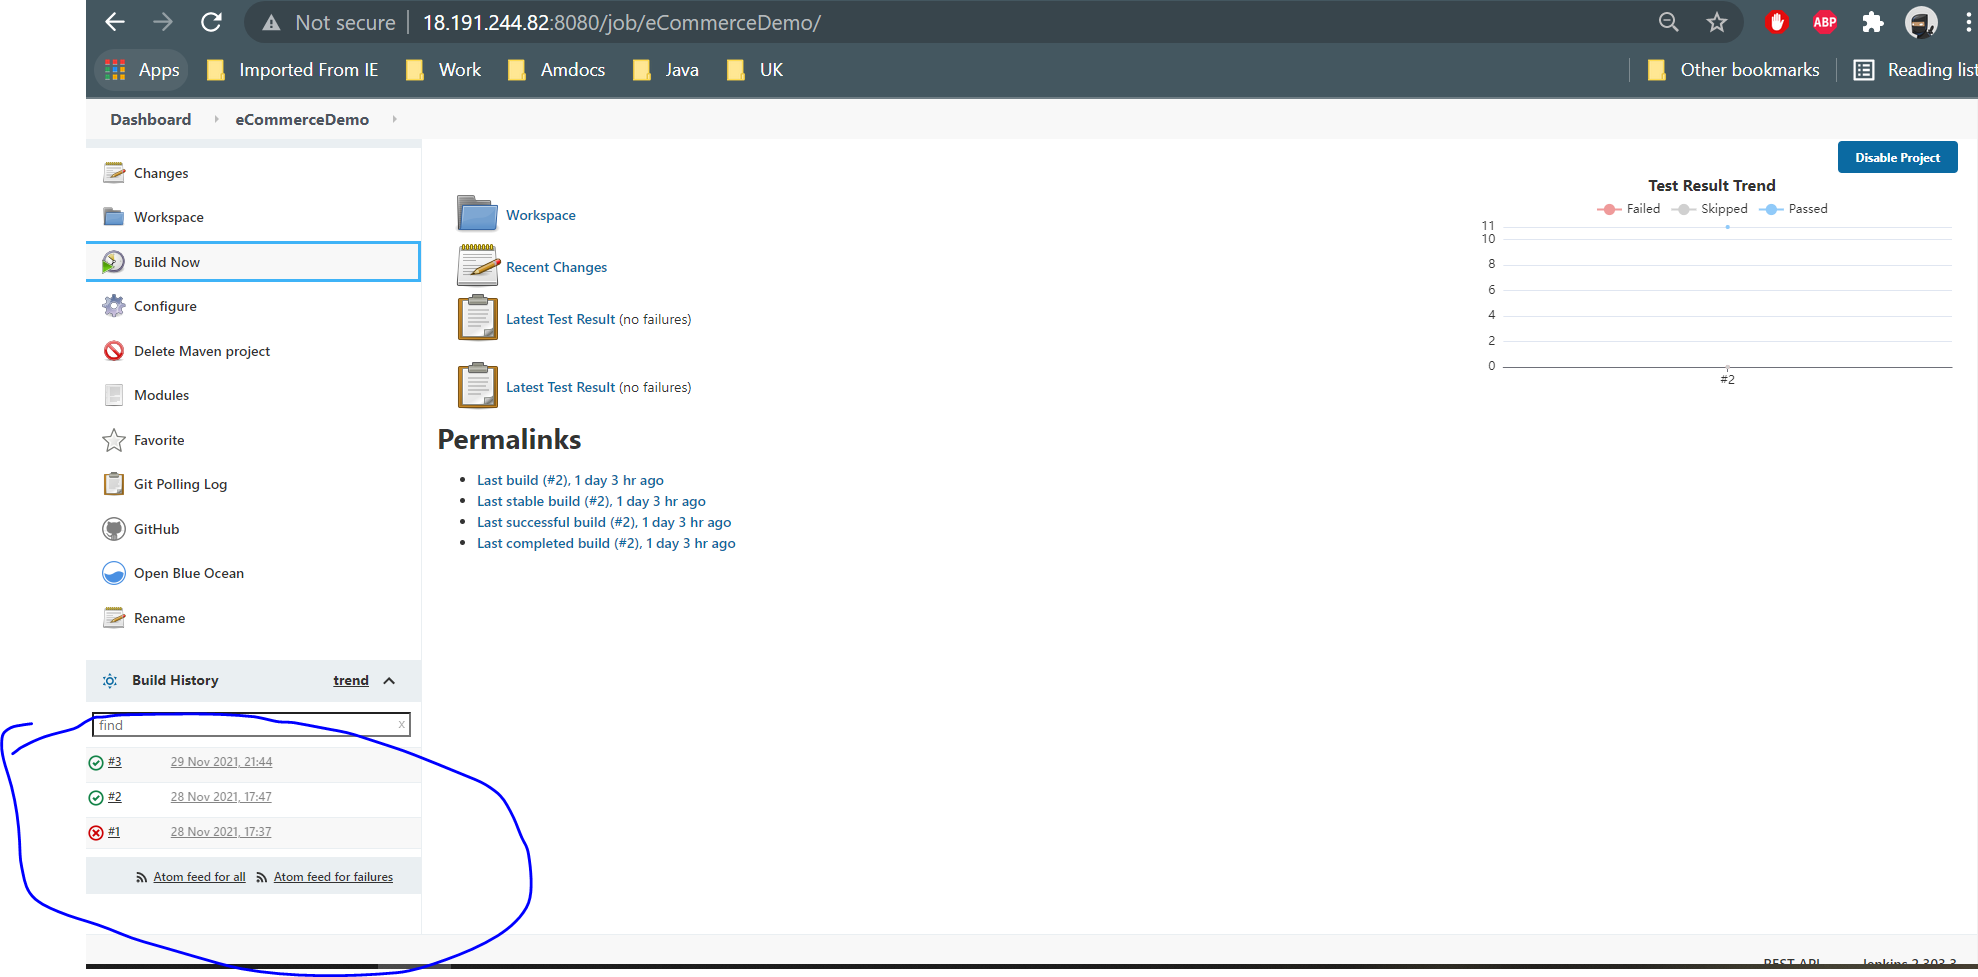 Not secure | 18.191.244.82:8080/job/eCommerceDemo/
ABP
Apps Imported From IE Work Amdocs Java UK Other bookmarks Reading list
Dashboard eCommerceDemo
Changes
Workspace
Build Now
Configure
Delete Maven project
Modules
Favorite
Git Polling Log
GitHub
Open Blue Ocean
Rename
Build History trend
find x
#3 29 Nov 2021, 21:44
#2 28 Nov 2021, 17:47
#1 28 Nov 2021, 17:37
Atom feed for all Atom feed for failures
Workspace
Recent Changes
Latest Test Result (no failures)
Latest Test Result (no failures)
Permalinks
Last build (#2), 1 day 3 hr ago
Last stable build (#2), 1 day 3 hr ago
Last successful build (#2), 1 day 3 hr ago
Last completed build (#2), 1 day 3 hr ago
Disable Project
Test Result Trend
Failed Skipped Passed
11
10
8
6
4
2
0
#2
REST API Jenkins 2.303.3